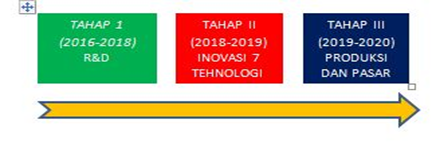 TAHAP 1
(2016-2018)
R&D
TAHAP II
(2018-2019)
INOVASI 7
TEHNOLOGI
TAHAP III
(2019-2020)
PRODUKSI
DAN PASAR